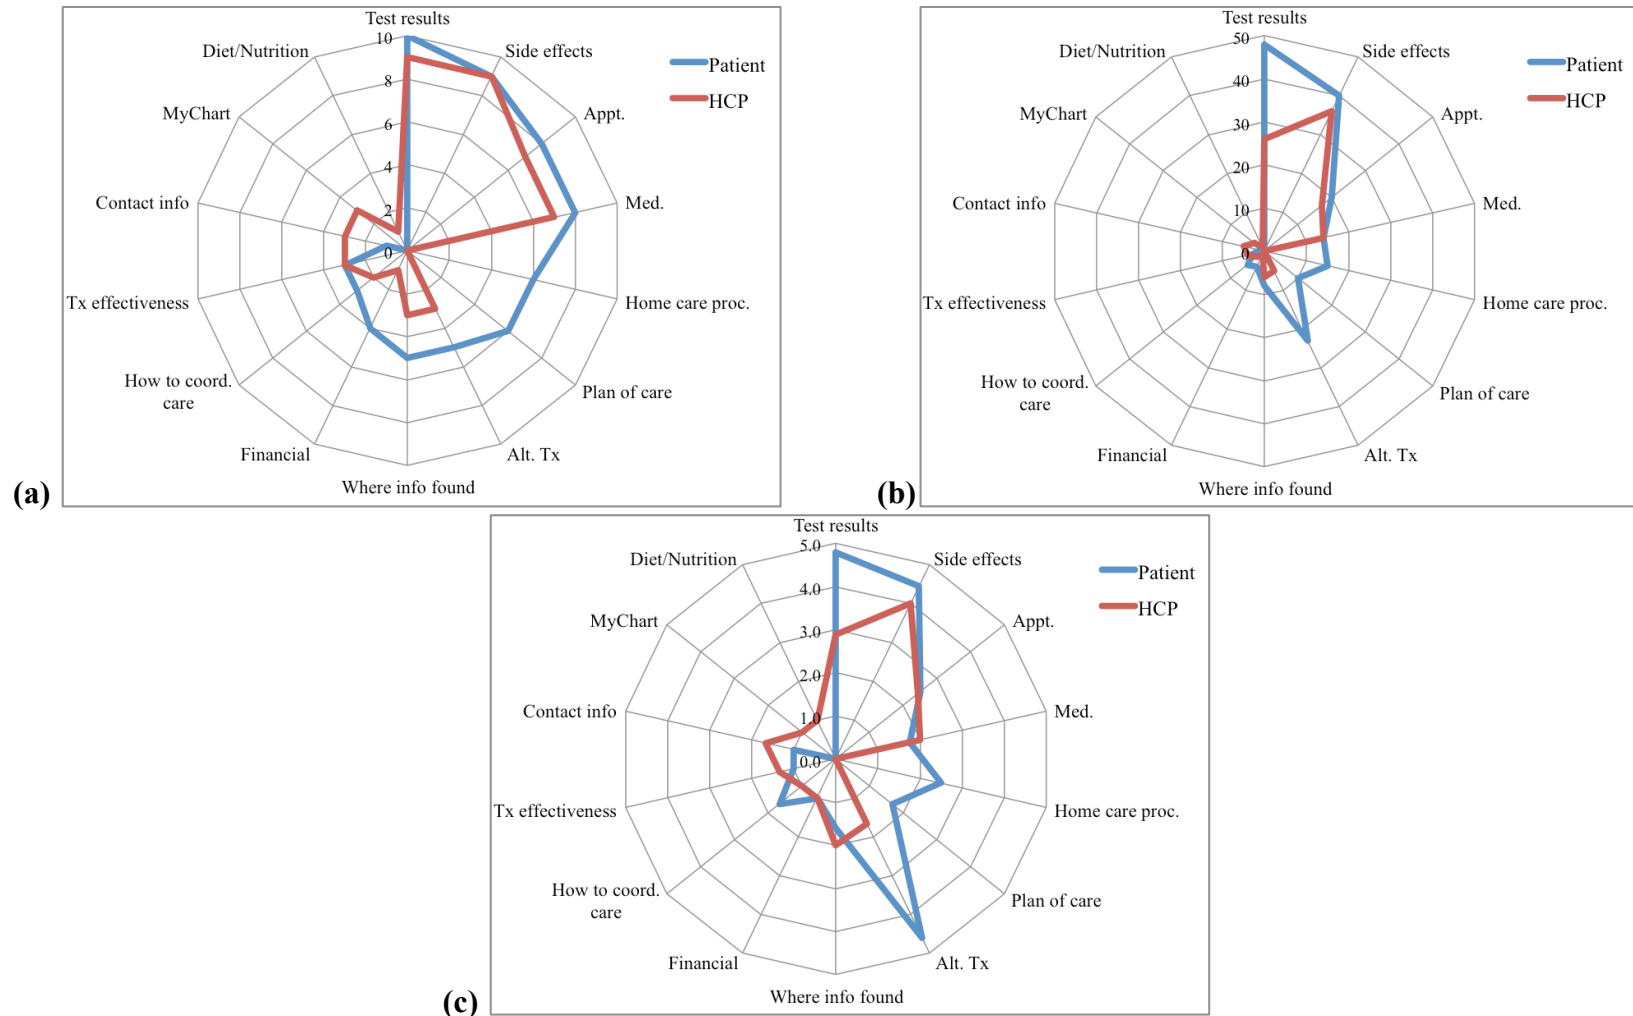 Test results
10
Diet/Nutrition
Side effects
Patient
HCP
8
MyChart
Appt.
6
4
Contact info
Med.
2
0
Tx effectiveness
Home care proc.
How to coord.
care
Plan of care
Financial
Alt. Tx
Where info found
(a)
Test results
50
Diet/Nutrition
Side effects
Patient
HCP
40
MyChart
Appt.
30
20
Contact info
Med.
10
0
Tx effectiveness
Home care proc.
How to coord.
care
Plan of care
Financial
Alt. Tx
Where info found
(b)
Test results
5.0
Diet/Nutrition
Side effects
Patient
HCP
4.0
MyChart
Appt.
3.0
2.0
Contact info
Med.
1.0
0.0
Tx effectiveness
Home care proc.
How to coord.
care
Plan of care
Financial
Alt. Tx
Where info found
(c)